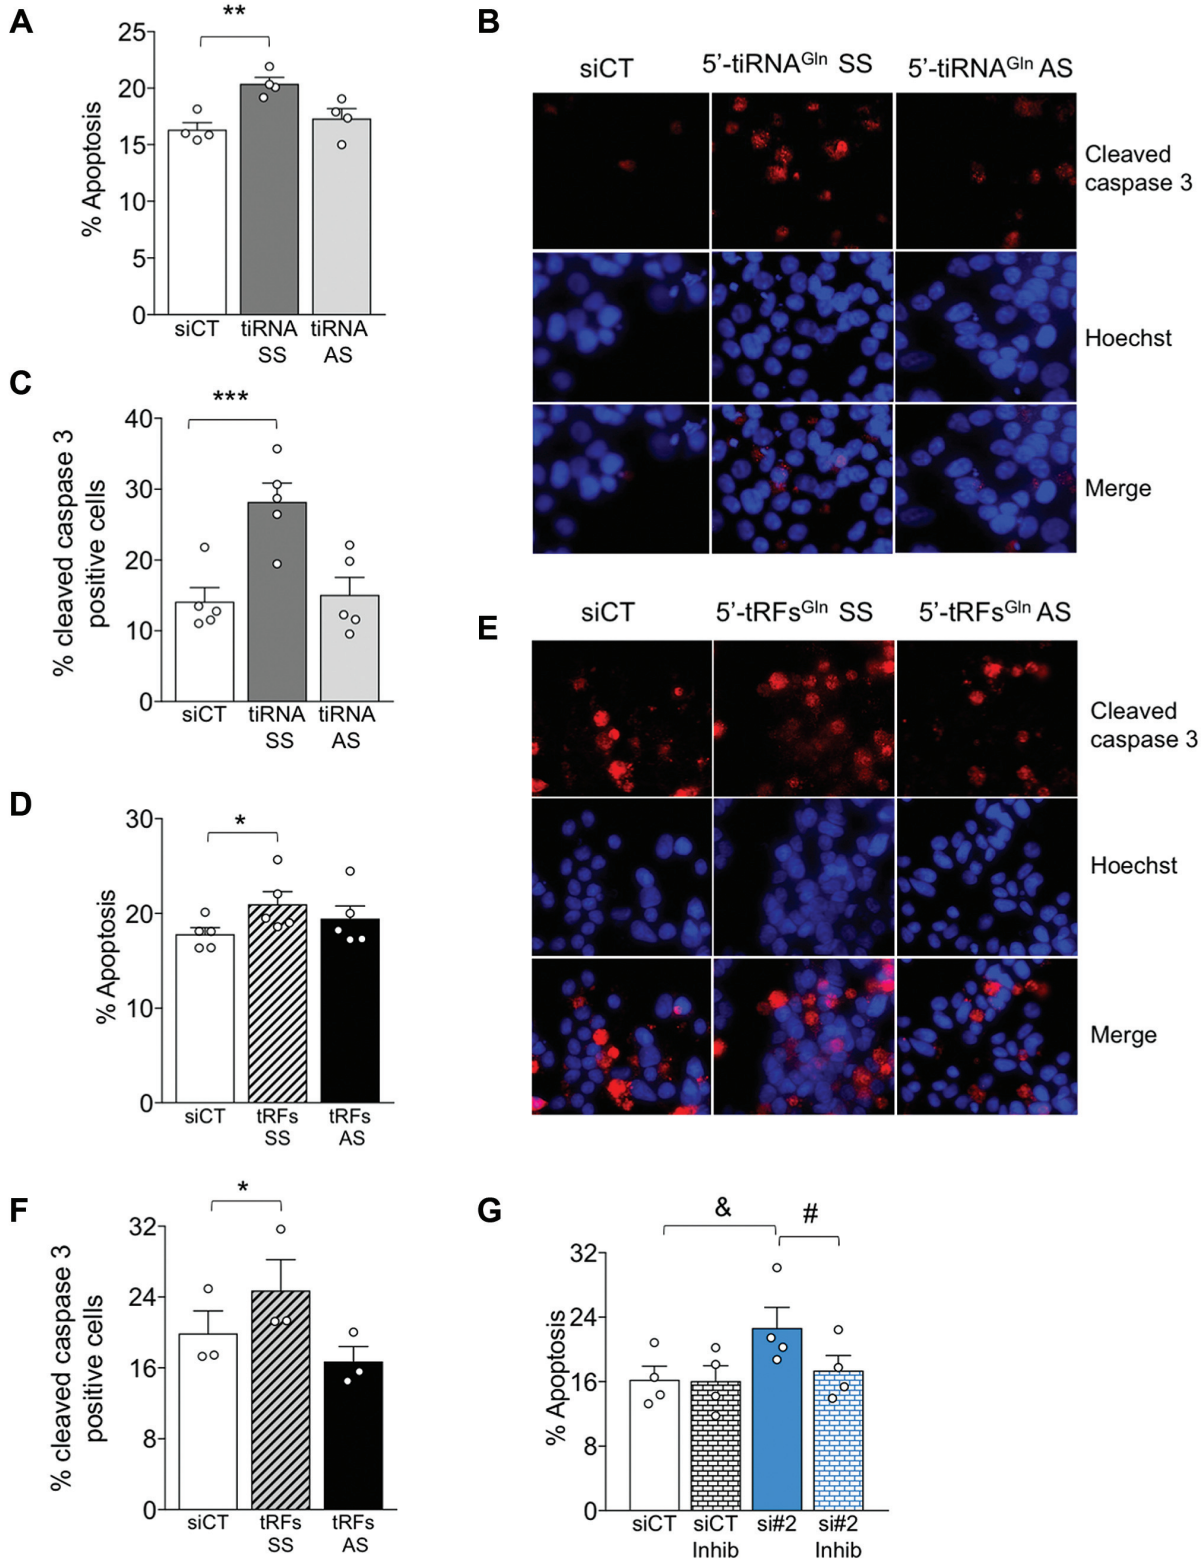 A
**
% Apoptosis
25
20
15
10
5
0
siCT
tiRNA
SS
tiRNA
AS
B
siCT
5'-tiRNAGln SS
5'-tiRNAGln AS
Cleaved
caspase 3
Hoechst
Merge
C
***
% cleaved caspase 3
positive cells
40
30
20
10
0
siCT
tiRNA
SS
tiRNA
AS
D
*
% Apoptosis
30
20
10
0
siCT
tRFs
SS
tRFs
AS
E
siCT
5'-tRFsGln SS
5'-tRFsGln AS
Cleaved
caspase 3
Hoechst
Merge
F
*
% cleaved caspase 3
positive cells
32
24
16
8
0
siCT
tRFs
SS
tRFs
AS
G
&
#
% Apoptosis
32
24
16
8
0
siCT
siCT
Inhib
si#2
si#2
Inhib